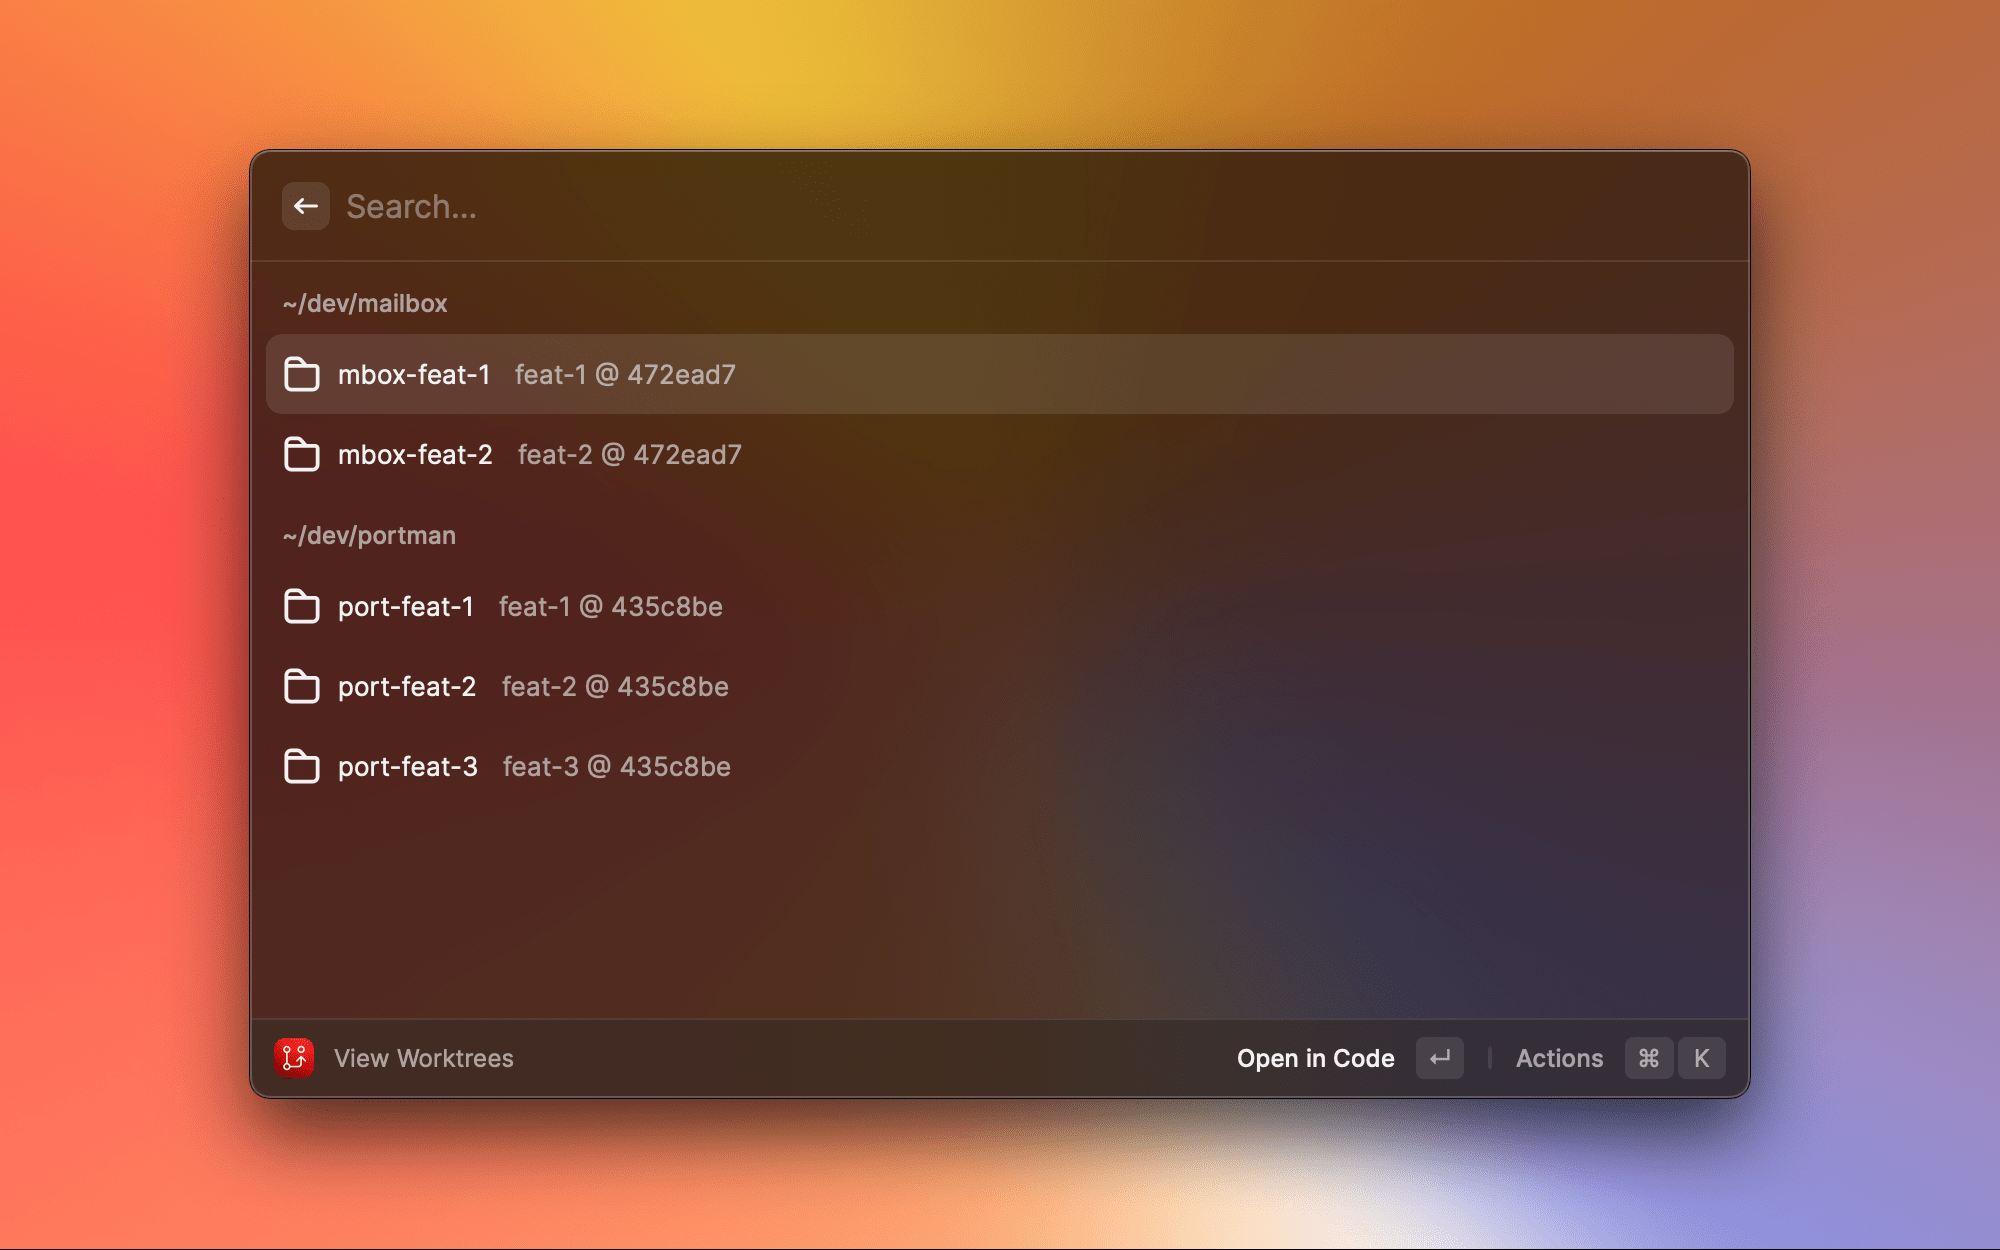 Search...
~/dev/mailbox
mbox-feat-1 feat-1 @ 472ead7
mbox-feat-2 feat-2 @ 472ead7
~/dev/portman
port-feat-1 feat-1 @ 435c8be
port-feat-2 feat-2 @ 435c8be
port-feat-3 feat-3 @ 435c8be
View Worktrees Open in Code ↵ Actions ⌘ K